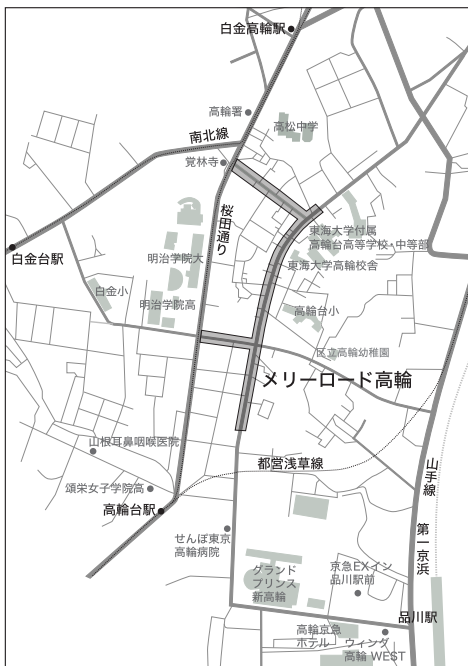 白金高輪駅
高輪署
高松中学
南北線
覚林寺
桜田通り
東海大学付属
高輪台高等学校・中等部
白金台駅
明治学院大
東海大学高輪校舎
白金小
明治学院高
高輪台小
区立高輪幼稚園
メリーロード高輪
山根耳鼻咽喉医院
都営浅草線
山手線
頌栄女子学院高
高輪台駅
第一京浜
せんぽ東京
高輪病院
グランド
プリンス
新高輪
京急EXイン
品川駅前
品川駅
高輪京急
ホテル
ウィング
高輪 WEST